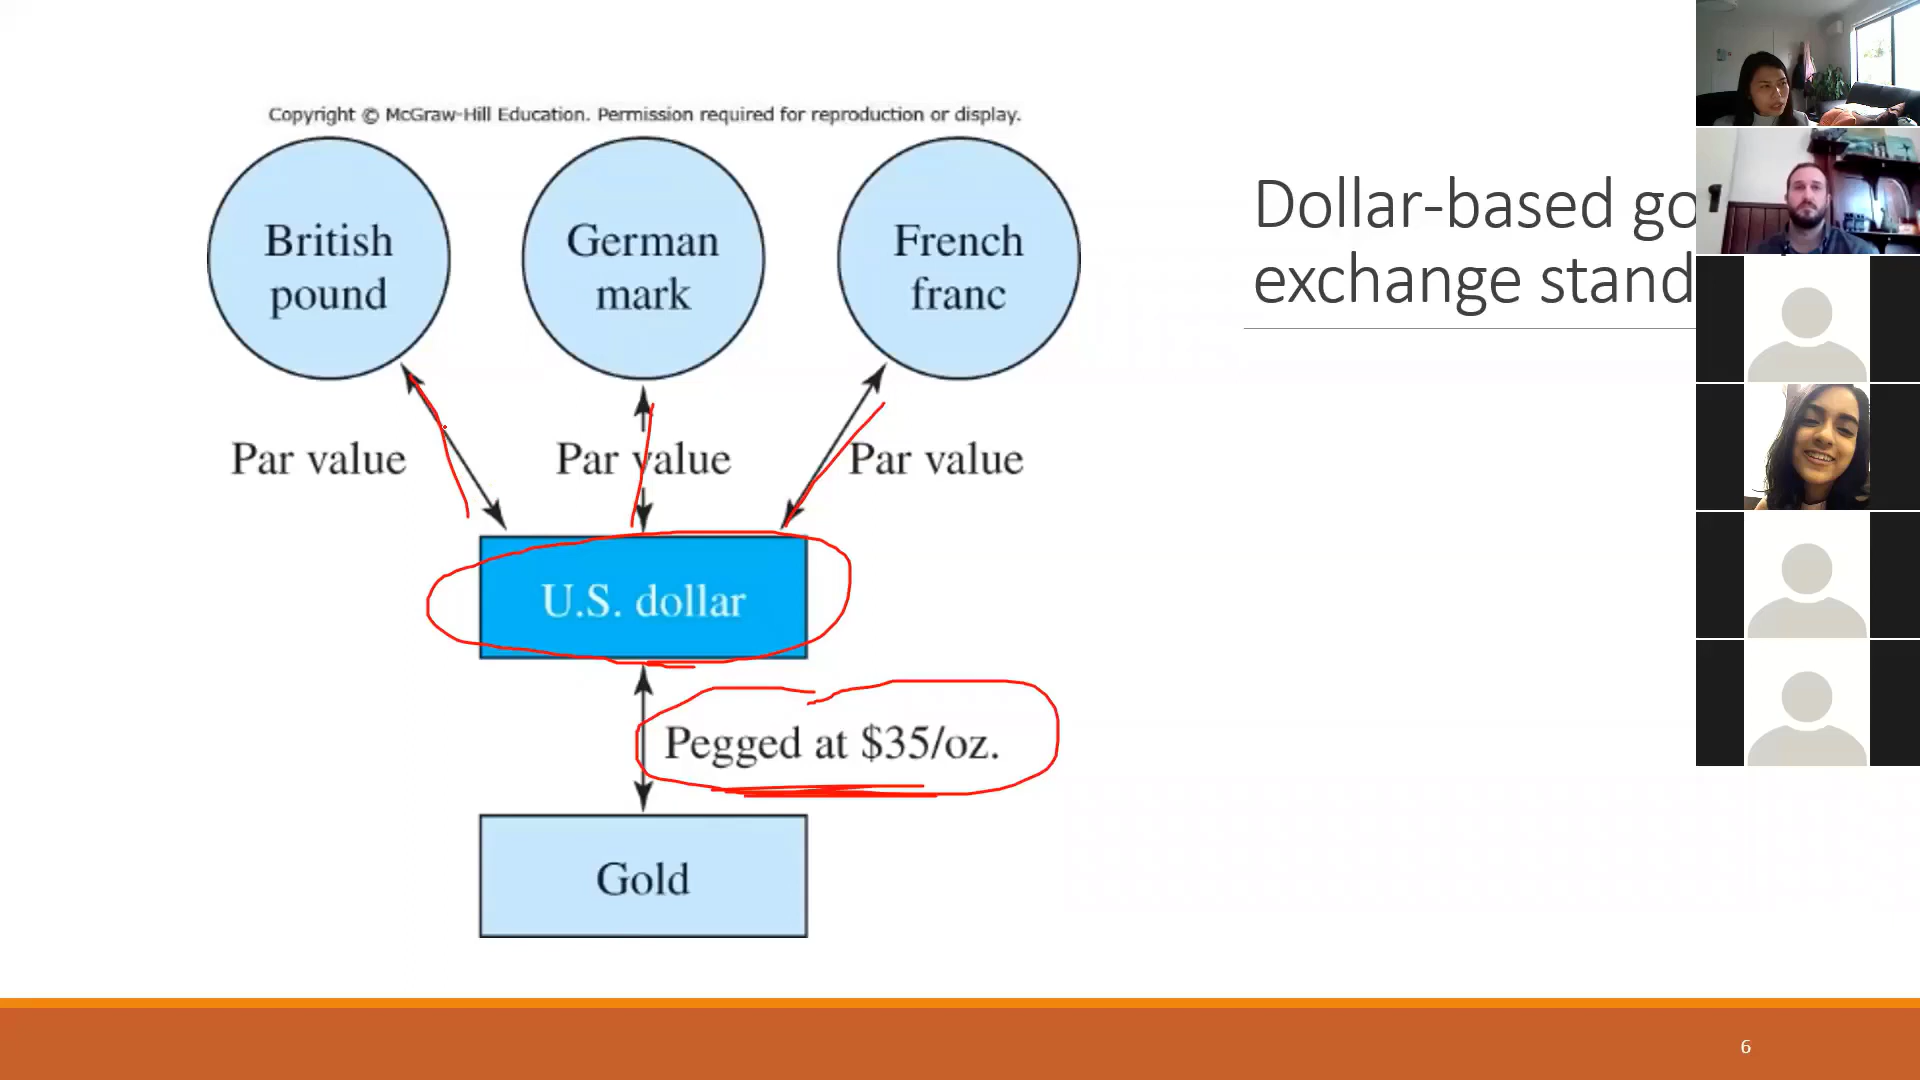 Copyright © McGraw-Hill Education. Permission required for reproduction or display.
British
pound
German
mark
French
franc
Dollar-based go
exchange stand
Par value
Par value
Par value
U.S. dollar
Pegged at $35/oz.
Gold
6